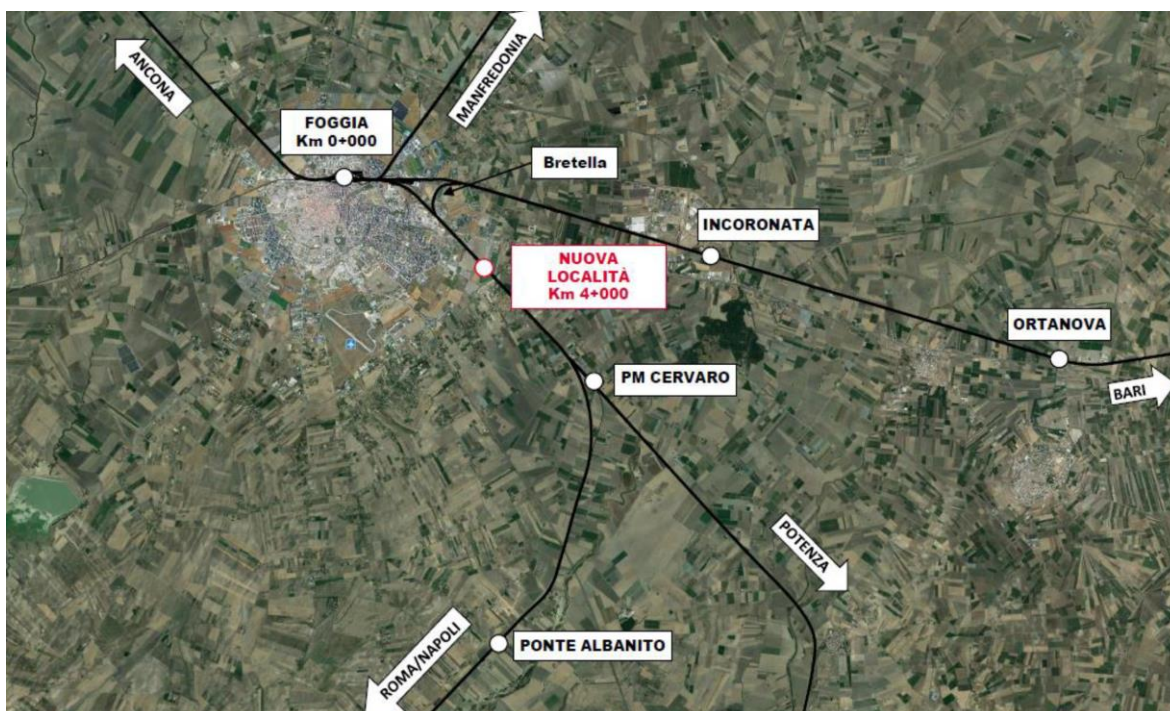 ANCONA
MANFREDONIA
FOGGIA
Km 0+000
Bretella
INCORONATA
NUOVA
LOCALITÀ
Km 4+000
ORTANOVA
PM CERVARO
BARI
POTENZA
PONTE ALBANITO
ROMA/NAPOLI